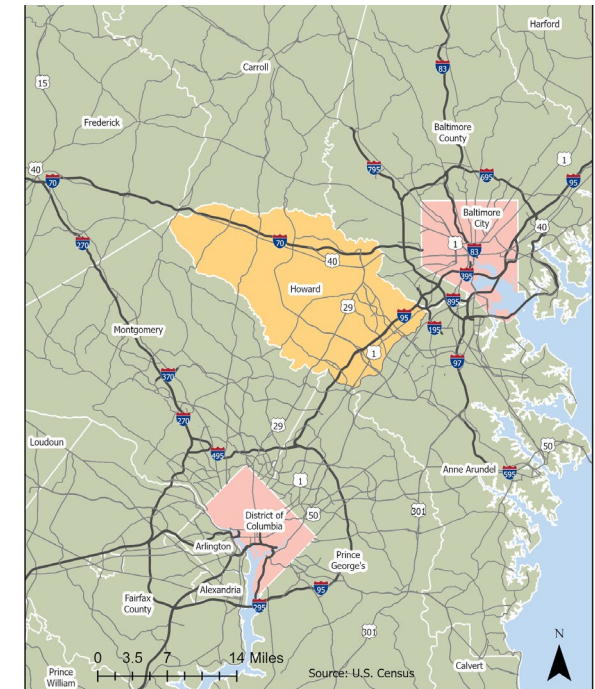 Harford
83
Carroll
15
Frederick
Baltimore
County
1
795
695
40
70
95
Baltimore
City
40
270
70
1
83
40
395
Howard
29
895
95
195
Montgomery
1
97
370
270
29
Loudoun
495
50
Anne Arundel
595
1
District of
Columbia
50
301
Arlington
Prince
George's
Alexandria
95
Fairfax
County
295
301
N
0 3.5 7 14 Miles
Source: U.S. Census
Calvert
Prince
William